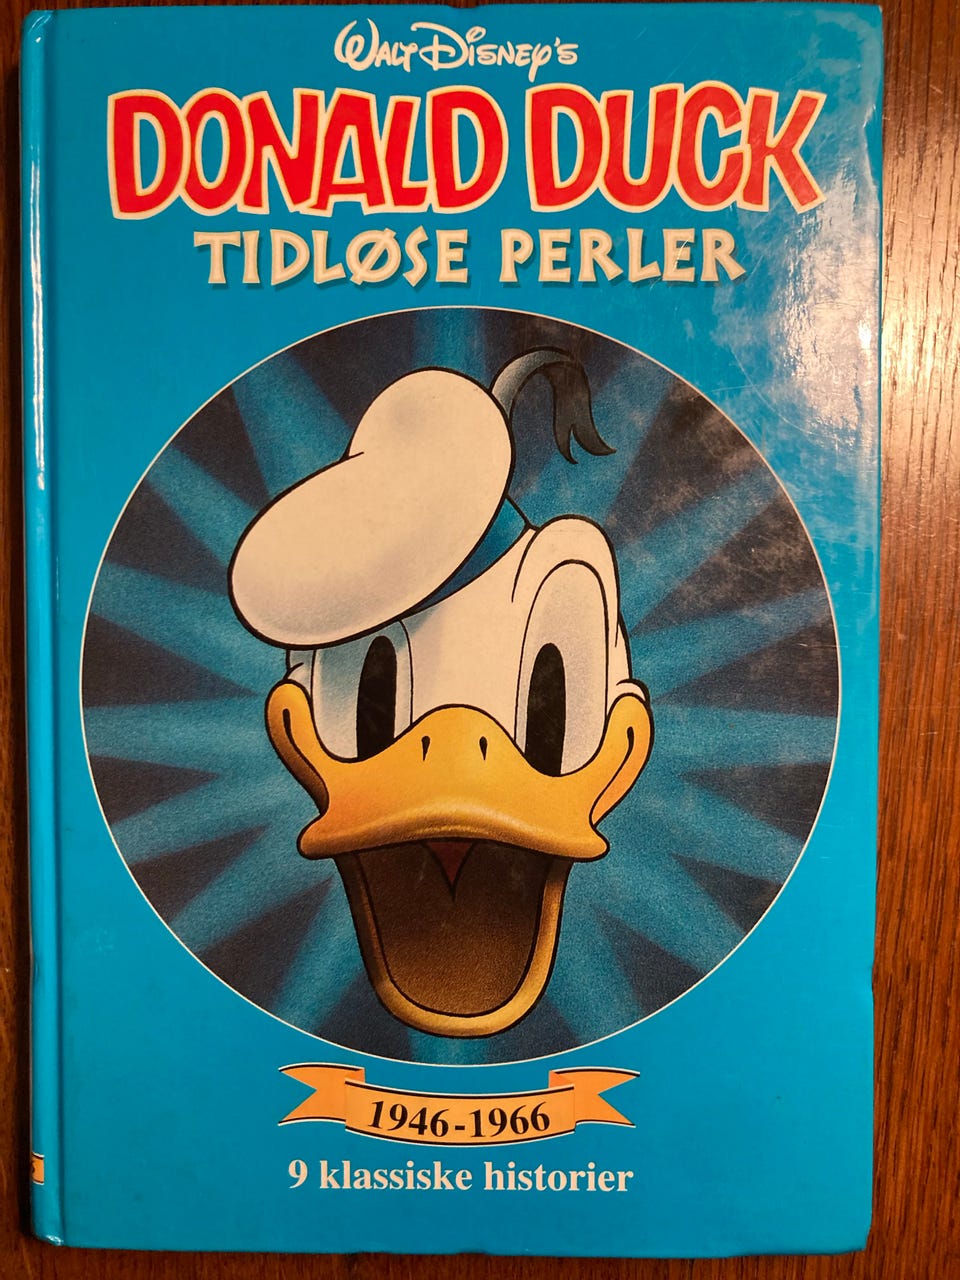 WALT DISNEY'S
DONALD DUCK
TIDLØSE PERLER
1946-1966
9 klassiske historier